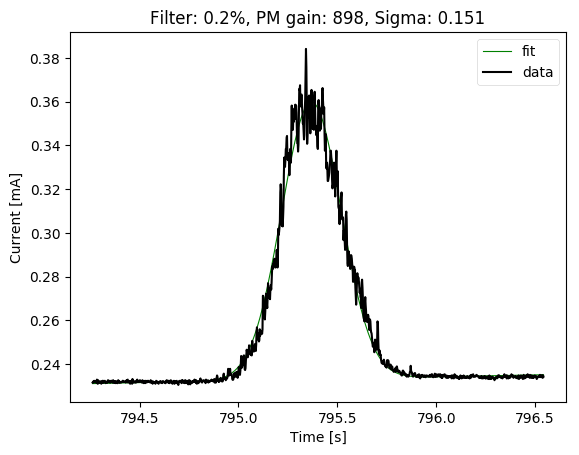 Filter: 0.2%, PM gain: 898, Sigma: 0.151
fit
data
0.38
0.36
0.34
0.32
0.30
0.28
0.26
0.24
Current [mA]
794.5 795.0 795.5 796.0 796.5
Time [s]